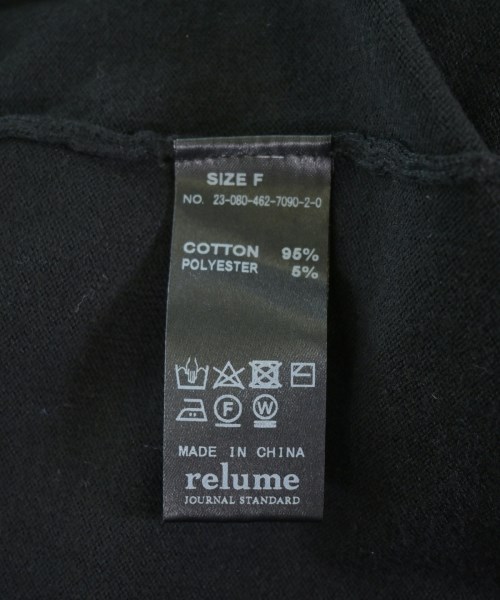 SIZE F
NO. 23-080-462-7090-2-0
COTTON 95%
POLYESTER 5%
F W
MADE IN CHINA
relume
JOURNAL STANDARD